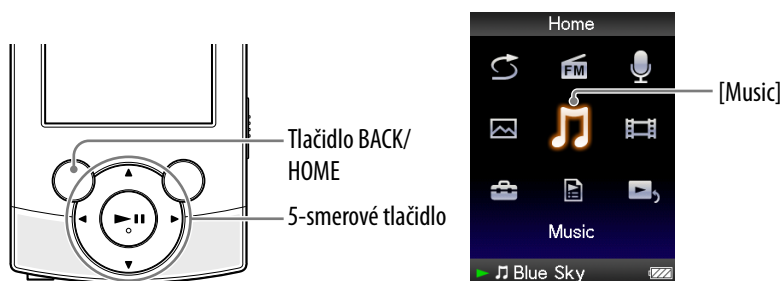 Home
FM
[Music]
Tlačidlo BACK/
HOME
5-smerové tlačidlo
Music
Blue Sky